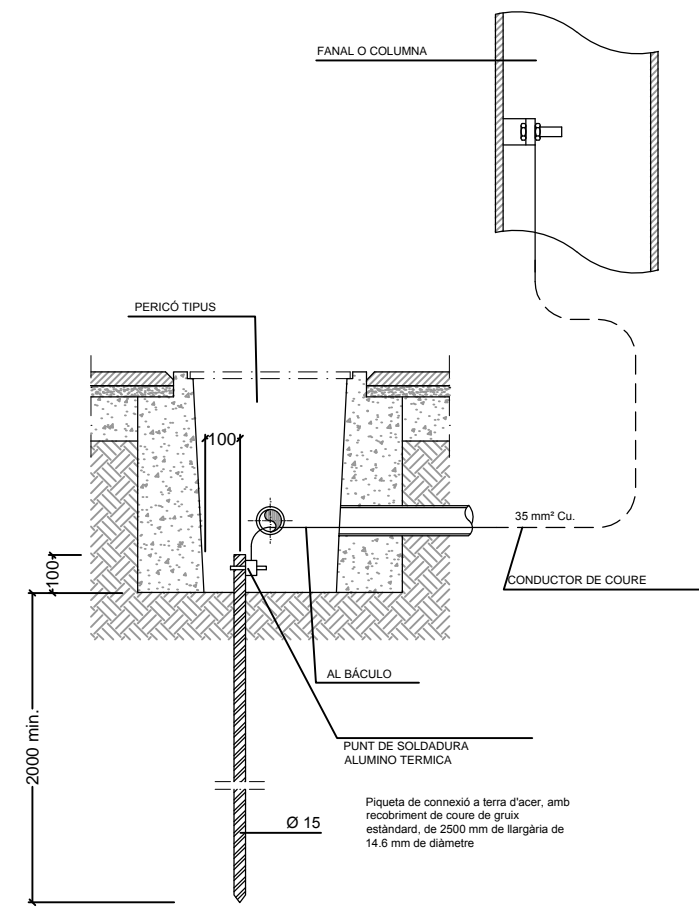 FANAL O COLUMNA
PERICÓ TIPUS
100
35 mm² Cu.
100
CONDUCTOR DE COURE
AL BÁCULO
2000 min.
PUNT DE SOLDADURA
ALUMINO TERMICA
Ø 15
Piqueta de connexió a terra d'acer, amb
recobriment de coure de gruix
estàndard, de 2500 mm de llargària de
14.6 mm de diàmetre